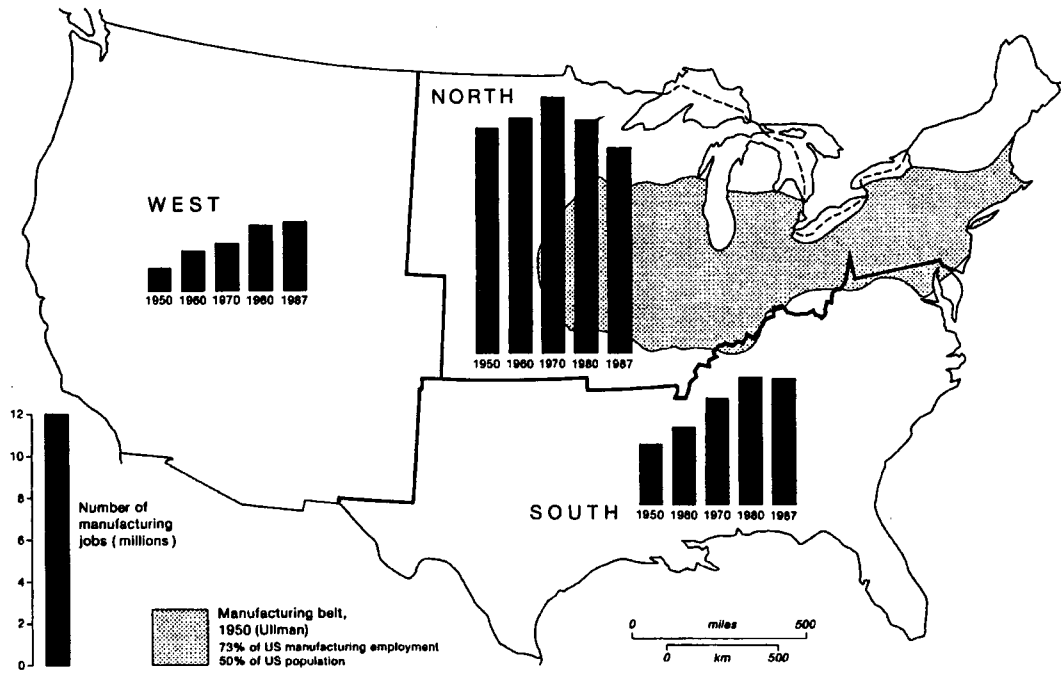 NORTH
1950 1960 1970 1980 1987
WEST
1950 1960 1970 1960 1987
SOUTH
1950 1980 1970 1980 1987
12
10
8
6
4
2
0
Number of
manufacturing
jobs (millions)
Manufacturing belt,
1950 (Ullman)
73% of US manufacturing employment
50% of US population
0 miles 500
0 km 500